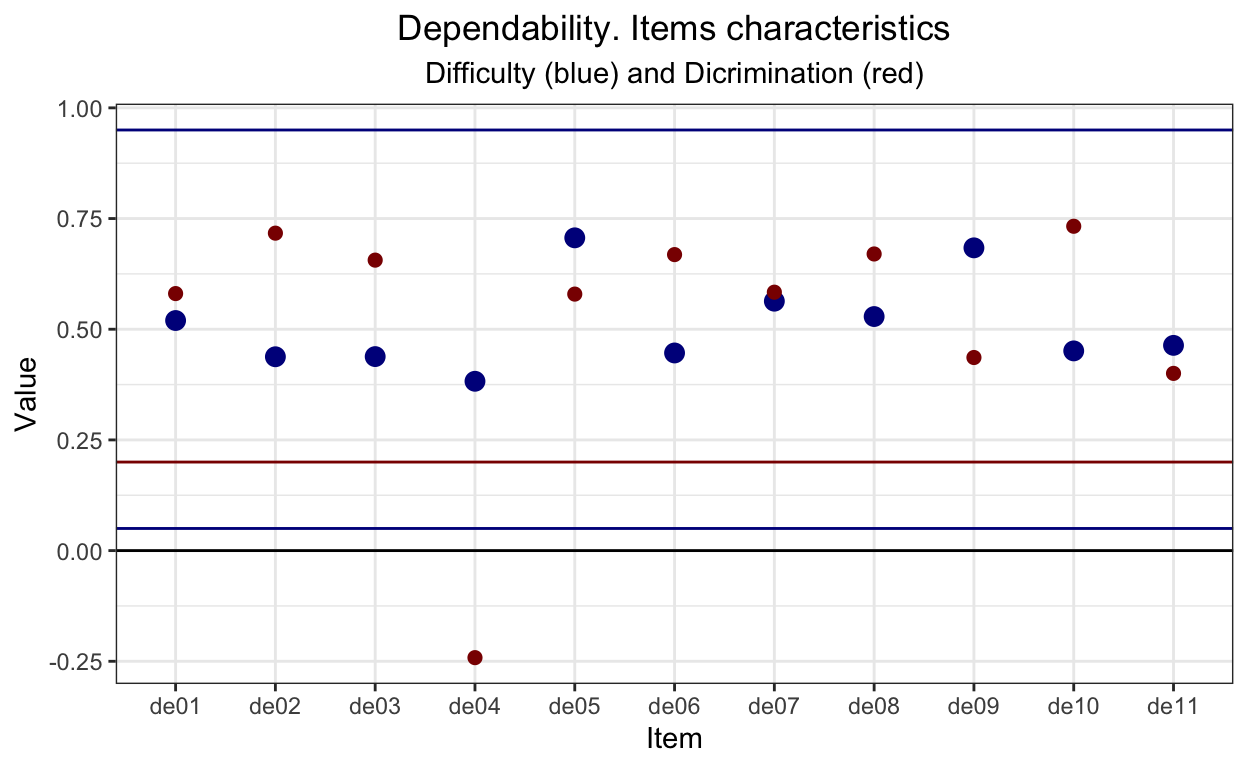 Dependability. Items characteristics
Difficulty (blue) and Dicrimination (red)
1.00
0.75
0.50
0.25
0.00
-0.25
Value
de01 de02 de03 de04 de05 de06 de07 de08 de09 de10 de11
Item